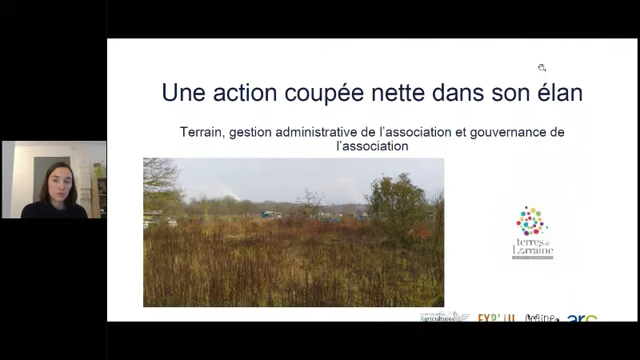 Une action coupée nette dans son élan
Terrain, gestion administrative de l'association et gouvernance de
l'association
terres de
Lorraine